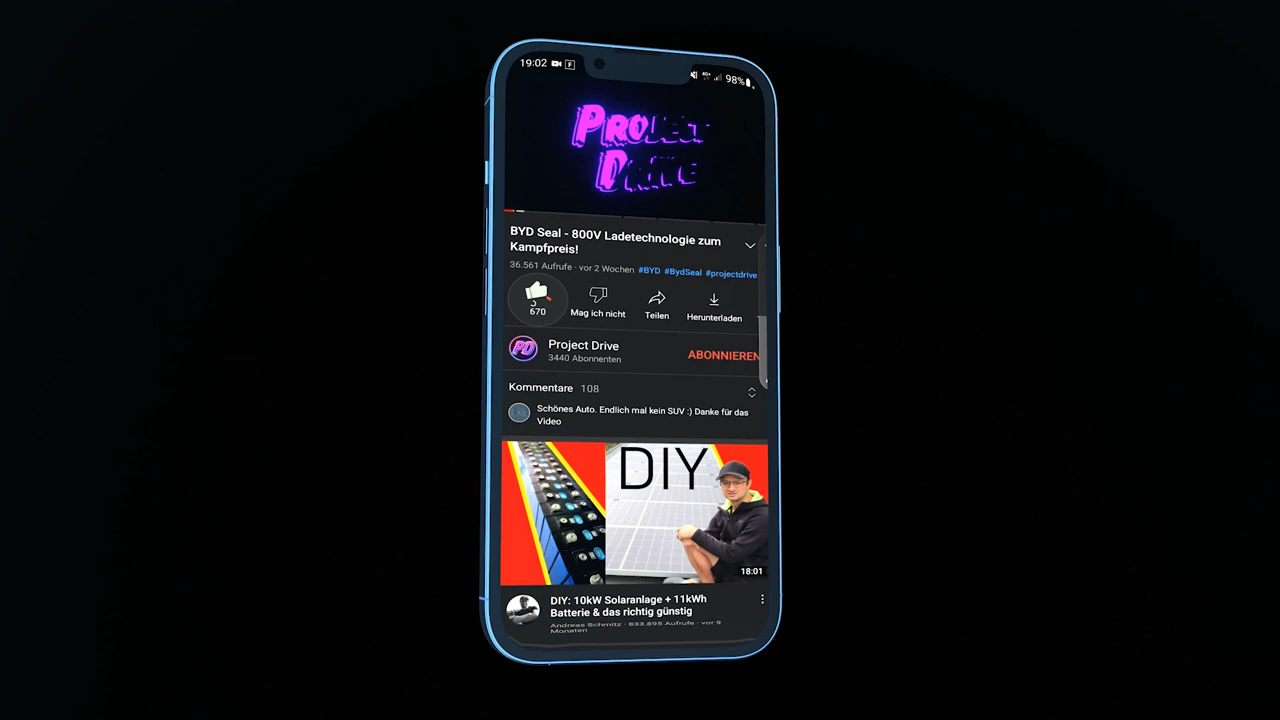 19:02
4G+ 98%
PROJECT
DRIVE
BYD Seal - 800V Ladetechnologie zum
Kampfpreis!
36.561 Aufrufe · vor 2 Wochen #BYD #BydSeal #projectdrive
670
Mag ich nicht
Teilen
Herunterladen
PD
Project Drive
3440 Abonnenten
ABONNIEREN
Kommentare 108
Schönes Auto. Endlich mal kein SUV :) Danke für das
Video
DIY
18:01
DIY: 10kW Solaranlage + 11kWh
Batterie & das richtig günstig
Andreas Schmitz · 833.895 Aufrufe · vor 9
Monaten